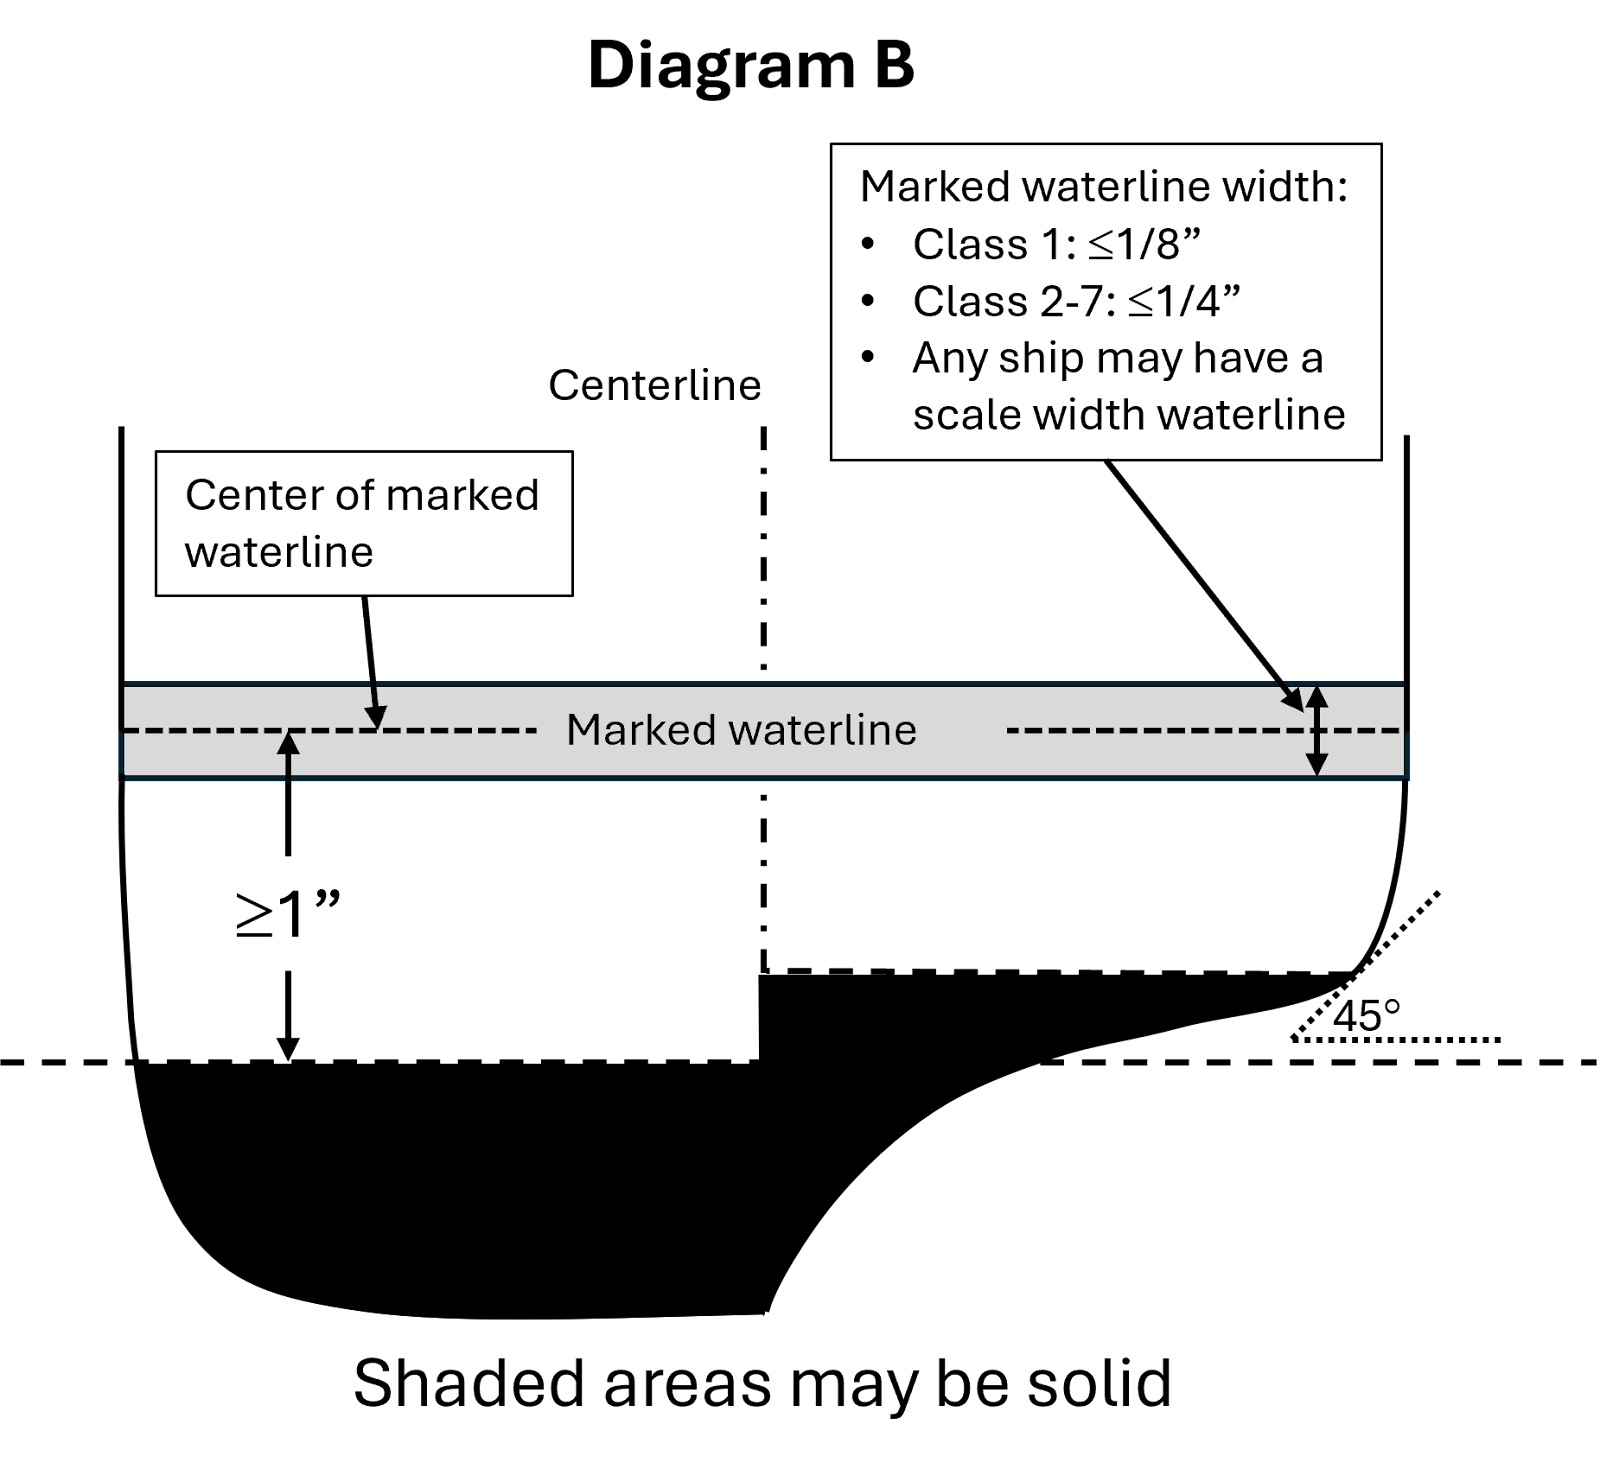 Diagram B
Marked waterline width:
• Class 1: ≤1/8”
• Class 2-7: ≤1/4”
• Any ship may have a
scale width waterline
Centerline
Center of marked
waterline
Marked waterline
≥1”
45°
Shaded areas may be solid